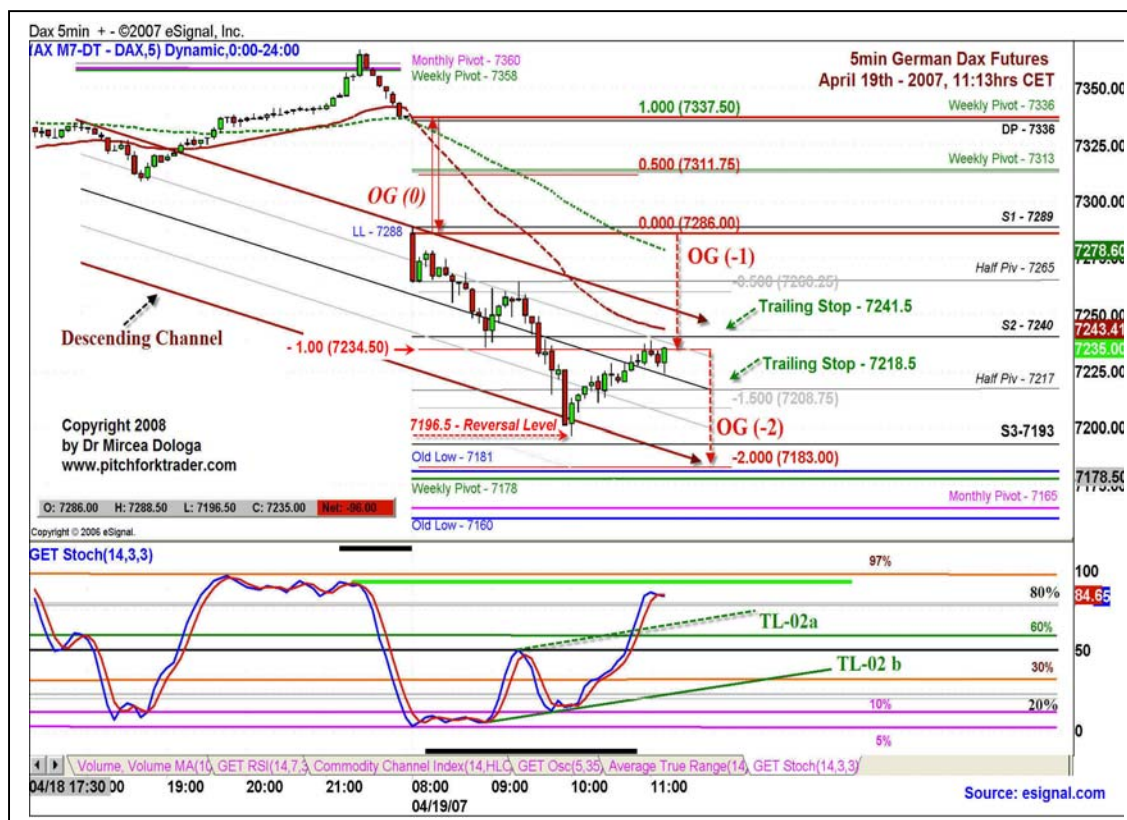 Dax 5min + - ©2007 eSignal, Inc.
(AX M7-DT - DAX,5) Dynamic,0:00-24:00
5min German Dax Futures
April 19th - 2007, 11:13hrs CET
Monthly Pivot - 7360
Weekly Pivot - 7358
7350.00
1.000 (7337.50)
Weekly Pivot - 7336
DP - 7336
7325.00
0.500 (7311.75)
Weekly Pivot - 7313
OG (0)
7300.00
0.000 (7286.00)
S1 - 7289
LL - 7288
OG (-1)
7278.60
Half Piv - 7265
Trailing Stop - 7241.5
7250.00
Descending Channel
S2 - 7240
7243.41
- 1.00 (7234.50)
7235.00
Trailing Stop - 7218.5
7225.00
Half Piv - 7217
-1.500 (7208.75)
Copyright 2008
by Dr Mircea Dologa
www.pitchforktrader.com
7196.5 - Reversal Level
OG (-2)
7200.00
S3-7193
Old Low - 7181
-2.000 (7183.00)
Weekly Pivot - 7178
7178.50
Monthly Pivot - 7165
Old Low - 7160
O: 7286.00 H: 7288.50 L: 7196.50 C: 7235.00 Net: -96.00
Copyright © 2006 eSignal.
GET Stoch(14,3,3)
97%
100
80%
84.65
TL-02a
60%
50
TL-02 b
30%
20%
10%
0
5%
Volume, Volume MA(10 GET RSI(14,7,3 Commodity Channel Index(14,HLC GET Osc(5,35 Average True Range(14, GET Stoch(14,3,3)
04/18 17:30 :00 19:00 20:00 21:00 08:00 09:00 10:00 11:00
04/19/07
Source: esignal.com